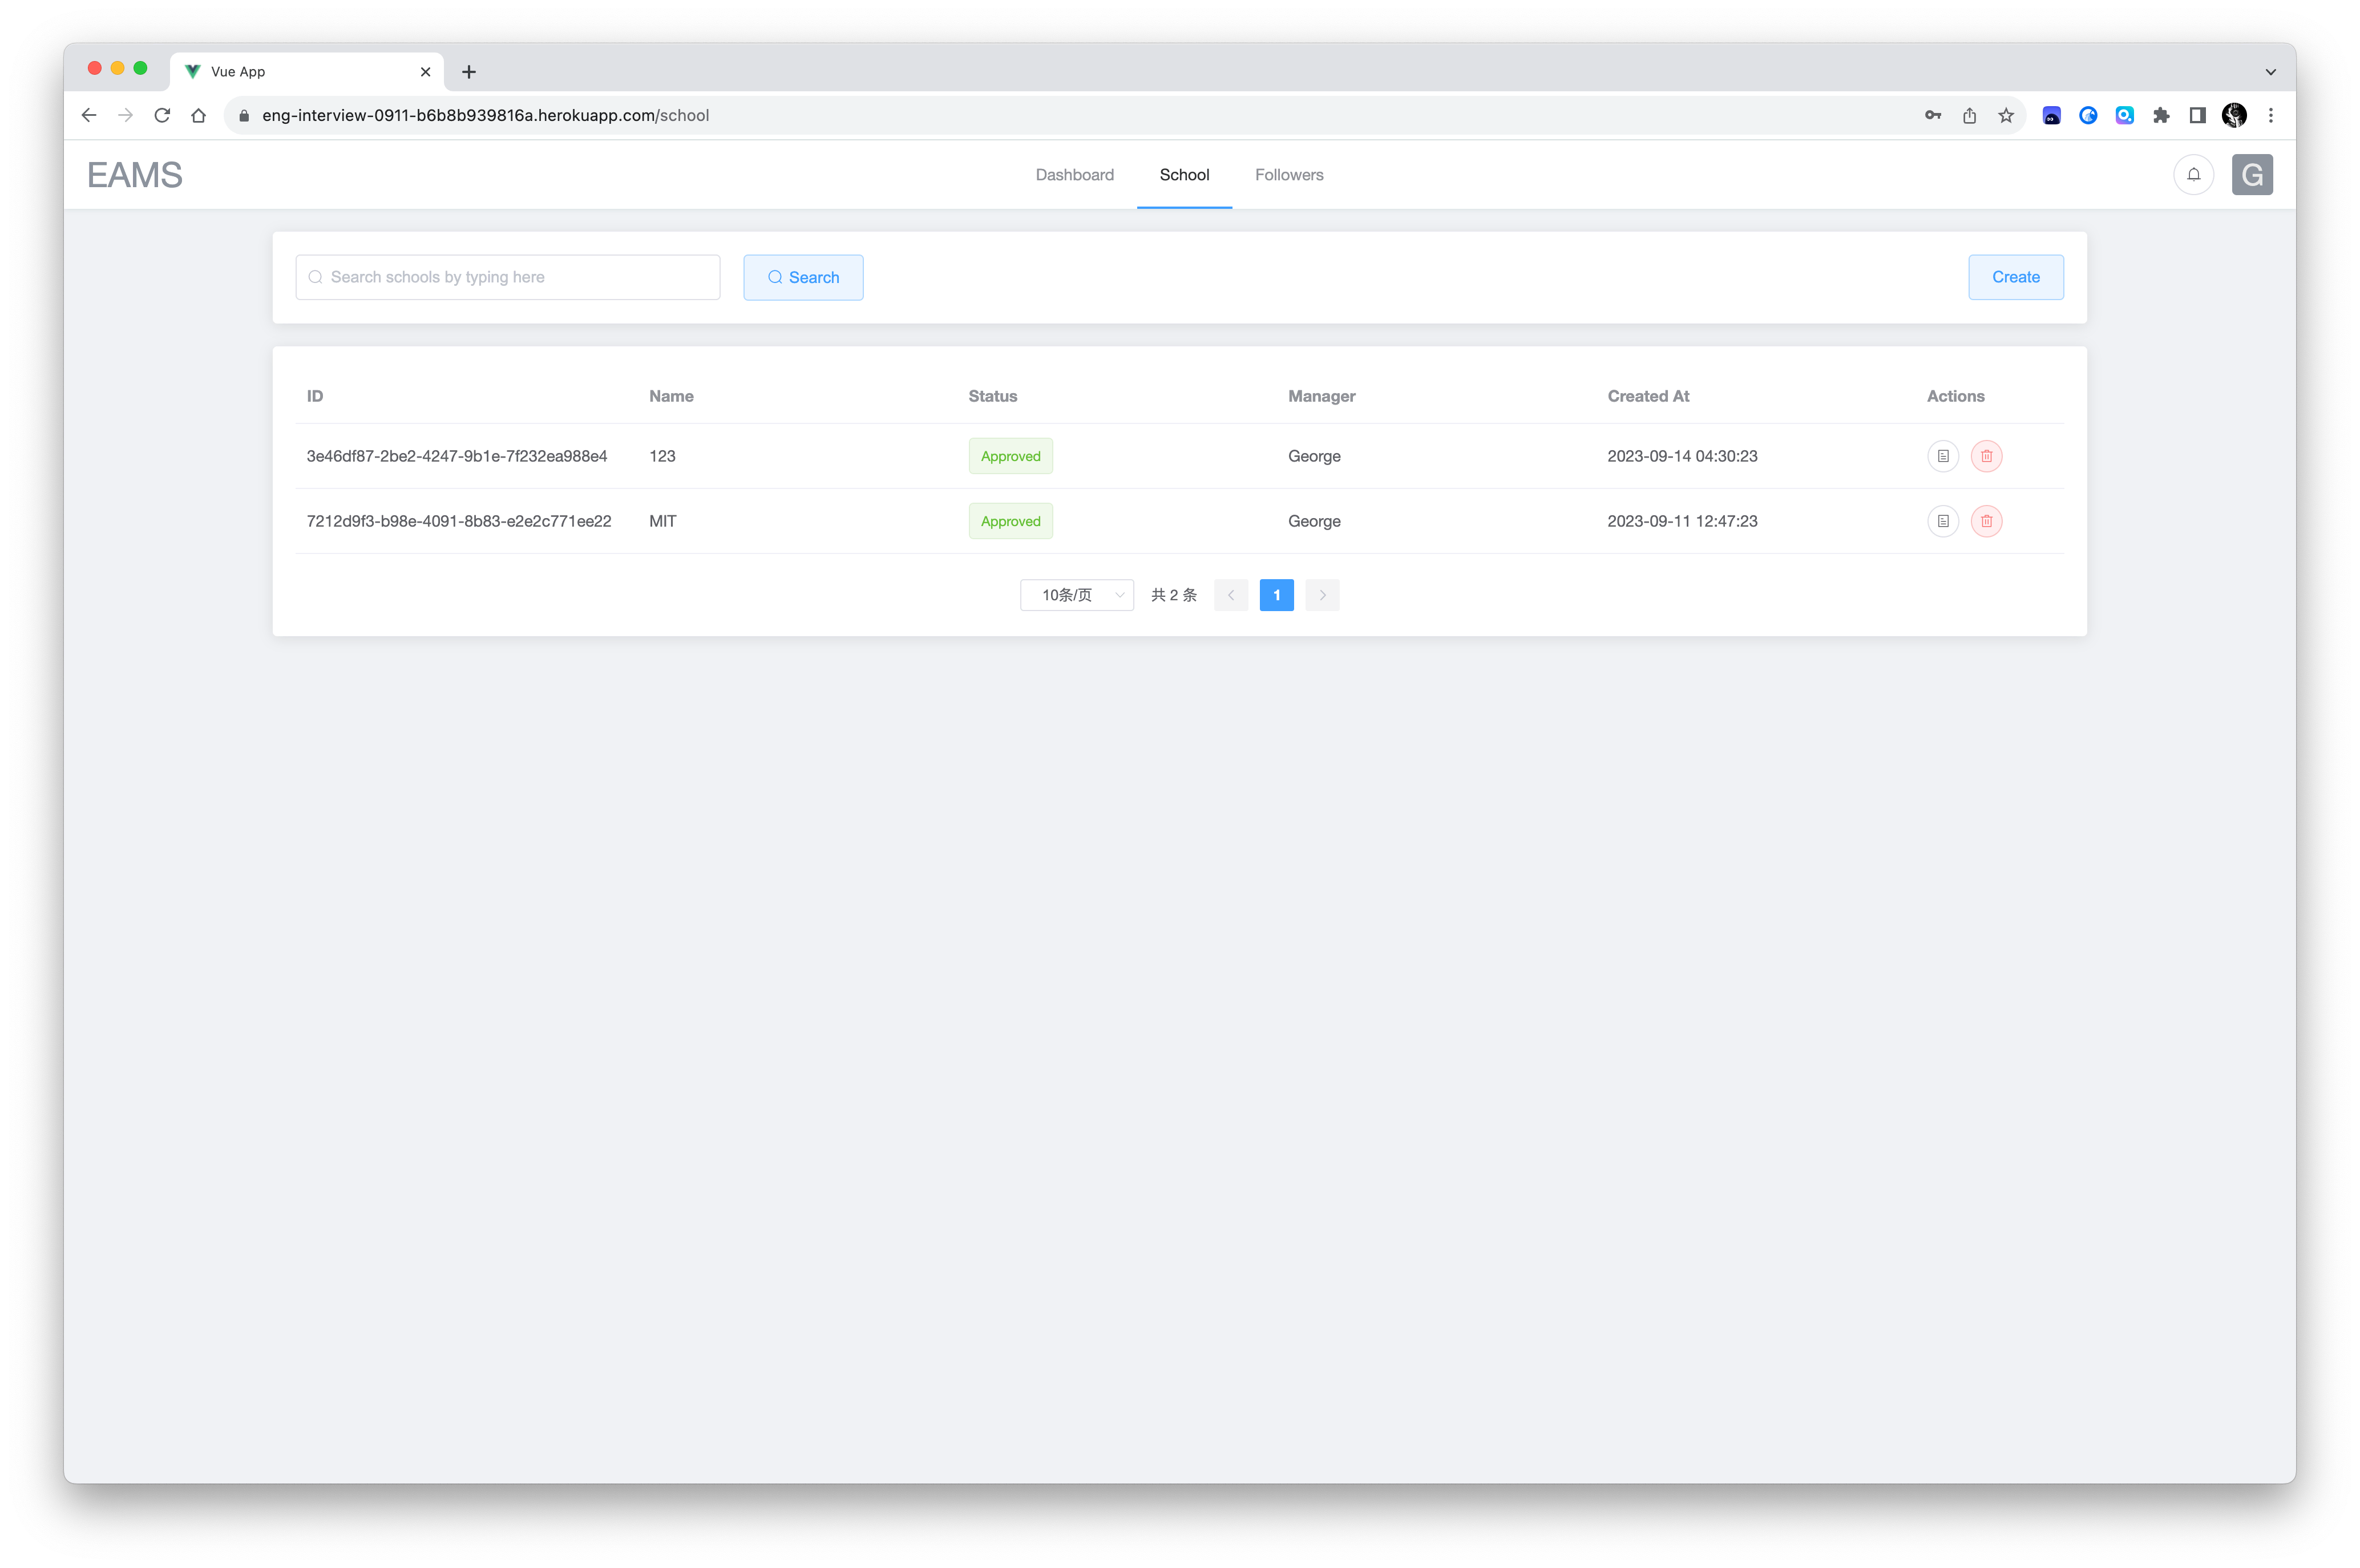 Vue App
eng-interview-0911-b6b8b939816a.herokuapp.com/school
EAMS Dashboard School Followers G
Search schools by typing here Search Create
ID Name Status Manager Created At Actions
3e46df87-2be2-4247-9b1e-7f232ea988e4 123 Approved George 2023-09-14 04:30:23
7212d9f3-b98e-4091-8b83-e2e2c771ee22 MIT Approved George 2023-09-11 12:47:23
10条/页 共 2 条 1